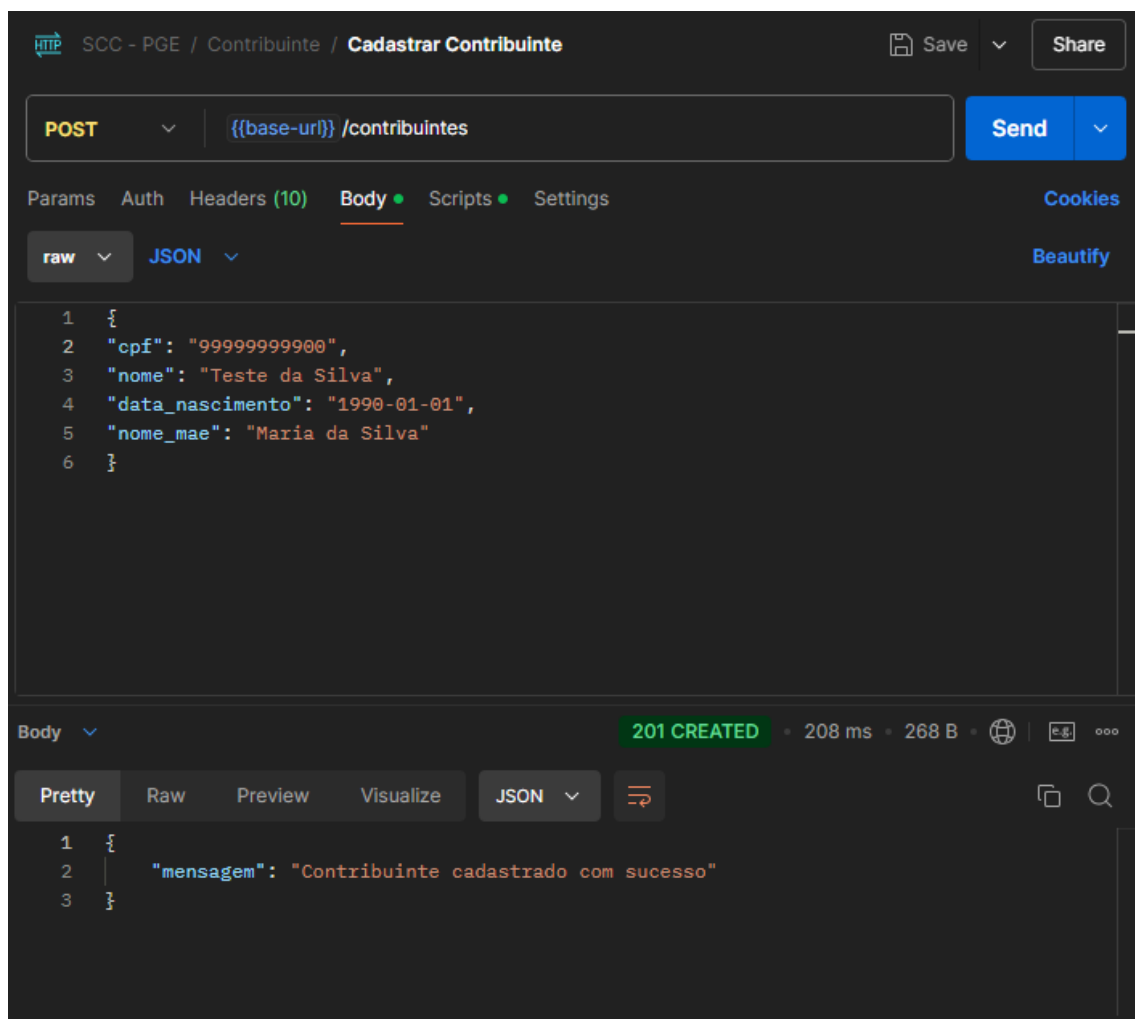 HTTP SCC - PGE / Contribuinte / Cadastrar Contribuinte Save Share
POST {{base-url}} /contribuintes Send
Params Auth Headers (10) Body Scripts Settings Cookies
raw JSON Beautify
1 {
2 "cpf": "99999999900",
3 "nome": "Teste da Silva",
4 "data_nascimento": "1990-01-01",
5 "nome_mae": "Maria da Silva"
6 }
Body 201 CREATED 208 ms 268 B e.g.
Pretty Raw Preview Visualize JSON
1 {
2 "mensagem": "Contribuinte cadastrado com sucesso"
3 }